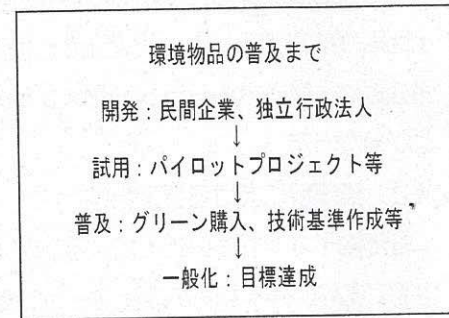 環境物品の普及まで
開発：民間企業、独立行政法人
↓
試用：パイロットプロジェクト等
↓
普及：グリーン購入、技術基準作成等
↓
一般化：目標達成